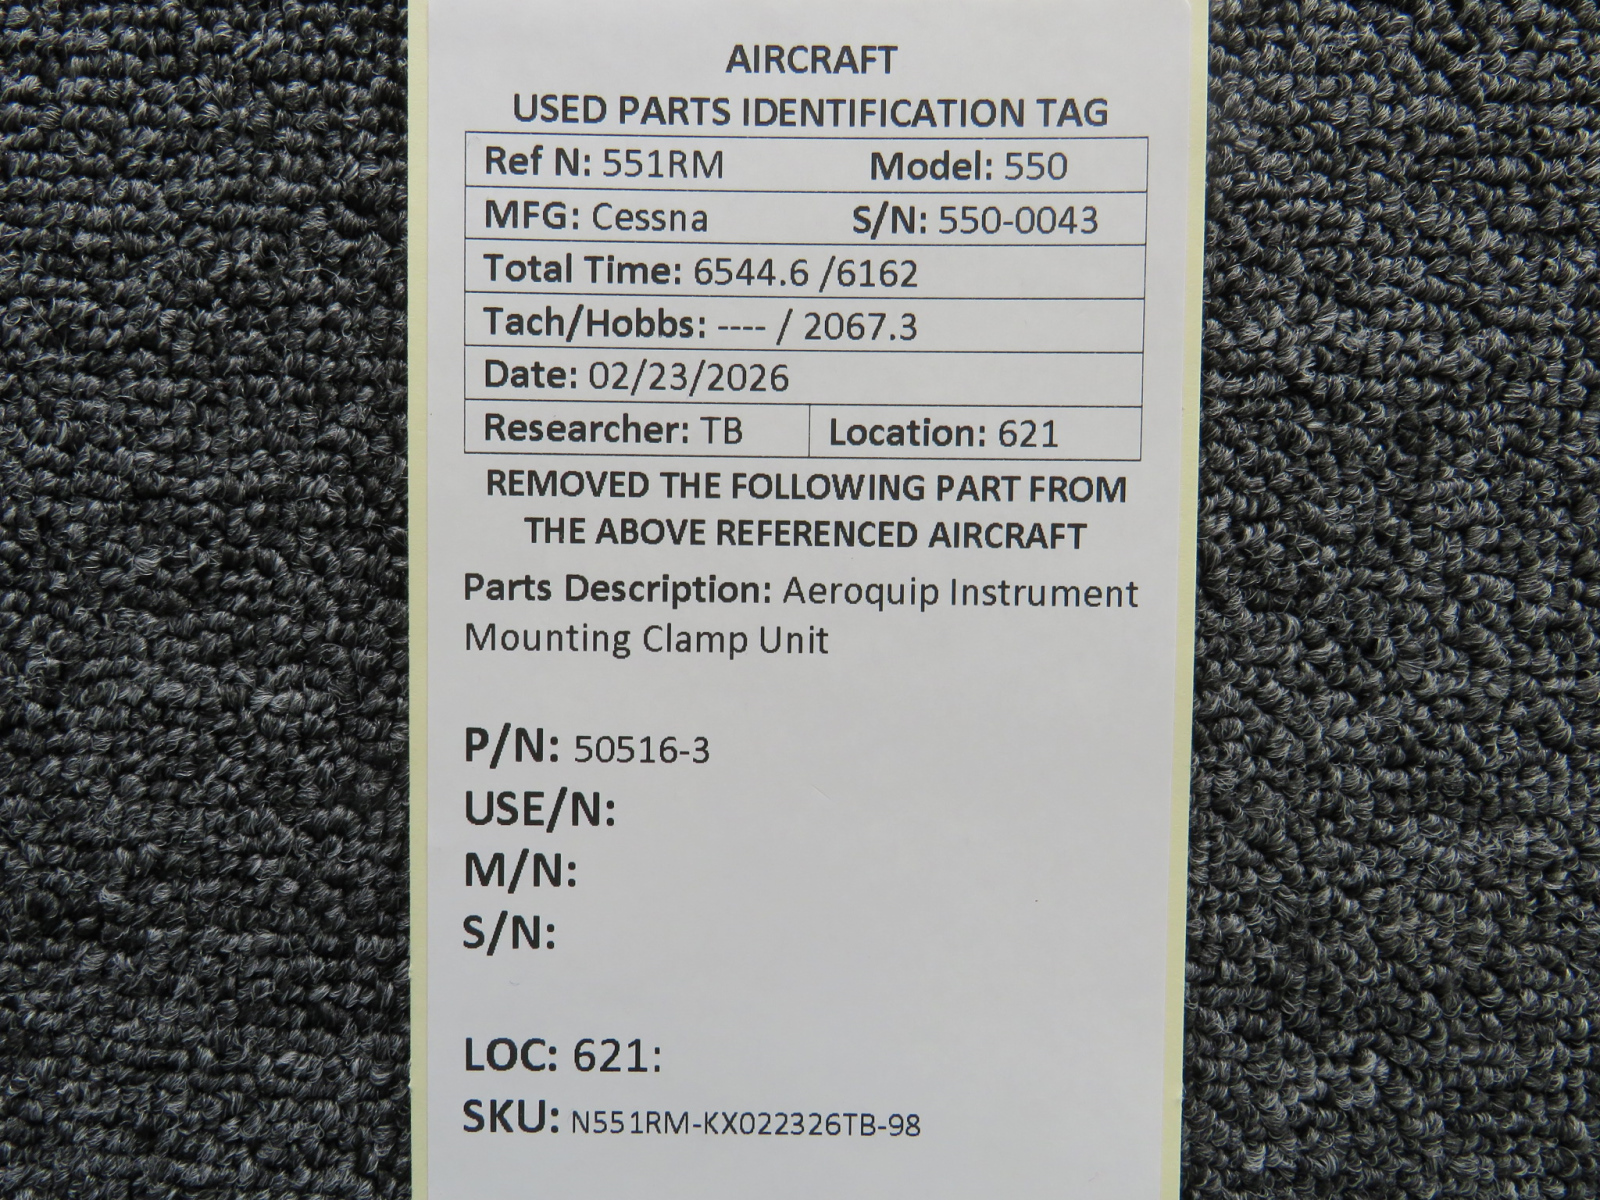 AIRCRAFT
USED PARTS IDENTIFICATION TAG
Ref N: 551RM Model: 550
MFG: Cessna S/N: 550-0043
Total Time: 6544.6 /6162
Tach/Hobbs: ---- / 2067.3
Date: 02/23/2026
Researcher: TB Location: 621
REMOVED THE FOLLOWING PART FROM
THE ABOVE REFERENCED AIRCRAFT
Parts Description: Aeroquip Instrument
Mounting Clamp Unit
P/N: 50516-3
USE/N:
M/N:
S/N:
LOC: 621:
SKU: N551RM-KX022326TB-98